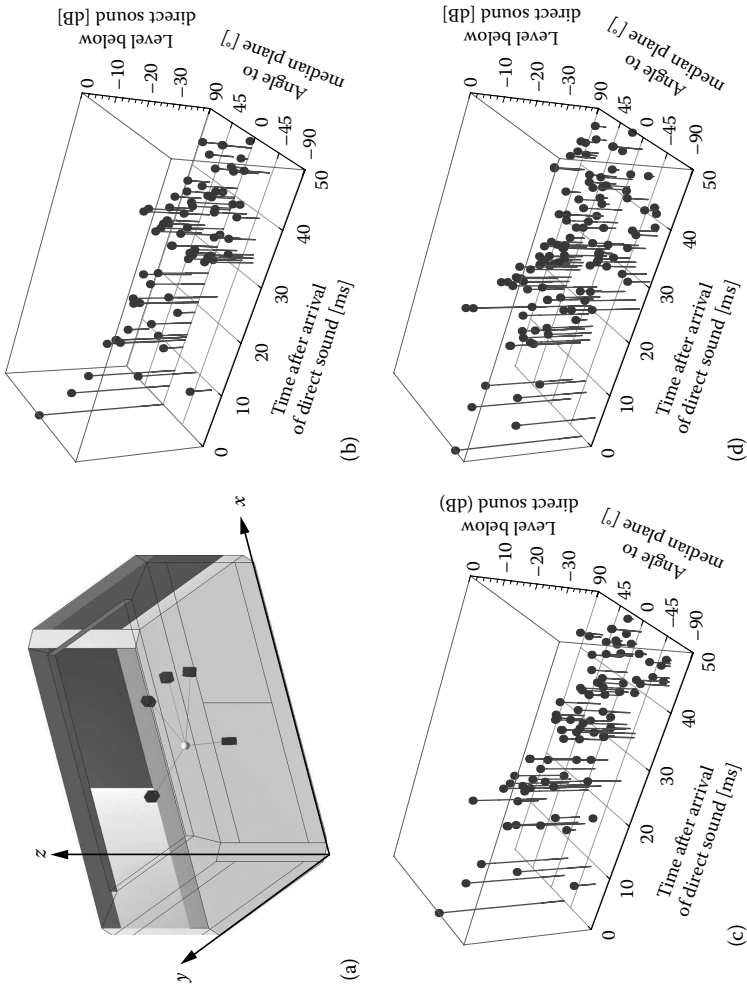 z
y
x
(a)
0
−10
−20
−30
Level below
direct sound [dB]
90
45
0
−45
−90
Angle to
median plane [°]
0
10
20
30
40
50
Time after arrival
of direct sound [ms]
(b)
0
−10
−20
−30
Level below
direct sound (dB)
90
45
0
−45
−90
Angle to
median plane [°]
0
10
20
30
40
50
Time after arrival
of direct sound [ms]
(c)
0
−10
−20
−30
Level below
direct sound [dB]
90
45
0
−45
−90
Angle to
median plane [°]
0
10
20
30
40
50
Time after arrival
of direct sound [ms]
(d)